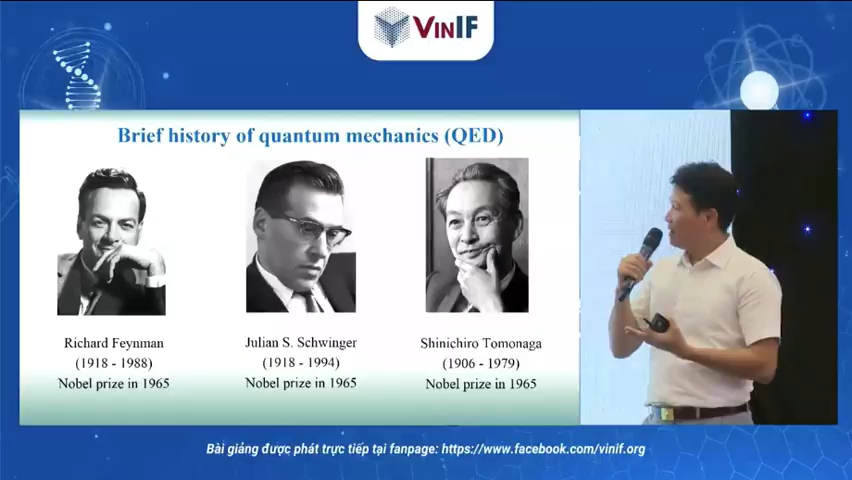 VINIF
Brief history of quantum mechanics (QED)
Richard Feynman
(1918 - 1988)
Nobel prize in 1965
Julian S. Schwinger
(1918 - 1994)
Nobel prize in 1965
Shinichiro Tomonaga
(1906 - 1979)
Nobel prize in 1965
Bài giảng được phát trực tiếp tại fanpage: https://www.facebook.com/vinif.org